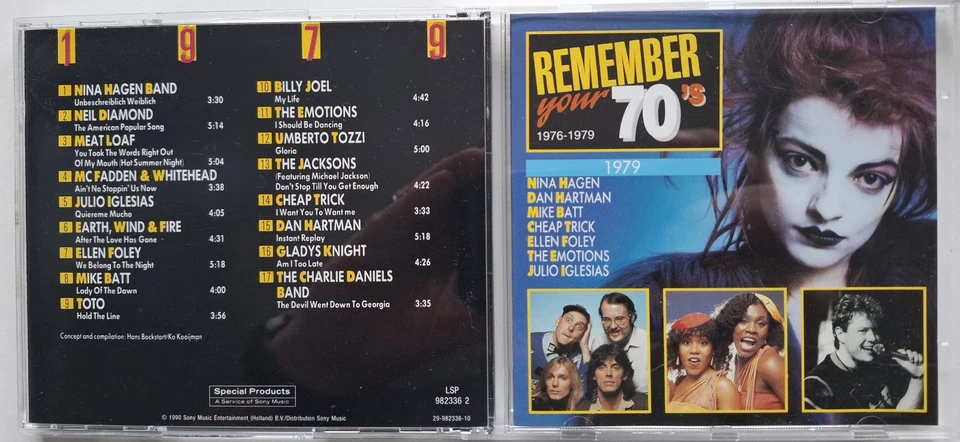 1 9 7 9
1 NINA HAGEN BAND
Unbeschreiblich Weiblich 3:30
2 NEIL DIAMOND
The American Popular Song 5:14
3 MEAT LOAF
You Took The Words Right Out
Of My Mouth (Hot Summer Night) 5:04
4 MC FADDEN & WHITEHEAD
Ain't No Stoppin' Us Now 3:38
5 JULIO IGLESIAS
Quiereme Mucho 4:05
6 EARTH, WIND & FIRE
After The Love Has Gone 4:31
7 ELLEN FOLEY
We Belong To The Night 5:18
8 MIKE BATT
Lady Of The Dawn 4:00
9 TOTO
Hold The Line 3:56
Concept and compilation: Hans Backstart/Ko Kooijman
10 BILLY JOEL
My Life 4:42
11 THE EMOTIONS
I Should Be Dancing 4:16
12 UMBERTO TOZZI
Gloria 5:00
13 THE JACKSONS
(Featuring Michael Jackson)
Don't Stop Till You Get Enough 4:22
14 CHEAP TRICK
I Want You To Want me 3:33
15 DAN HARTMAN
Instant Replay 5:18
16 GLADYS KNIGHT
Am I Too Late 4:26
17 THE CHARLIE DANIELS
BAND
The Devil Went Down To Georgia 3:35
Special Products
A Service of Sony Music
LSP
982336 2
© 1990 Sony Music Entertainment (Holland) B.V./Distribution Sony Music
29-982336-10
REMEMBER
your 70's
1976-1979
1979
NINA HAGEN
DAN HARTMAN
MIKE BATT
CHEAP TRICK
ELLEN FOLEY
THE EMOTIONS
JULIO IGLESIAS